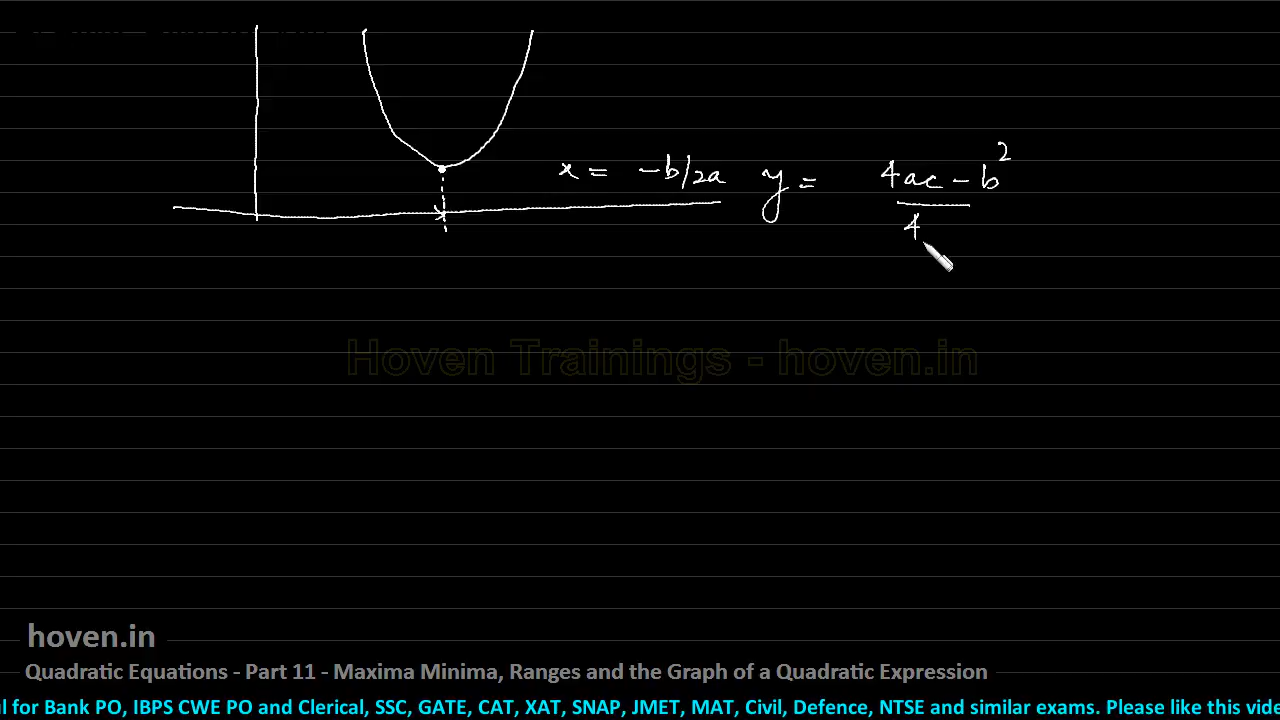 x = -b/2a y = 4ac - b²
4
Hoven Trainings - hoven.in
hoven.in
Quadratic Equations - Part 11 - Maxima Minima, Ranges and the Graph of a Quadratic Expression
l for Bank PO, IBPS CWE PO and Clerical, SSC, GATE, CAT, XAT, SNAP, JMET, MAT, Civil, Defence, NTSE and similar exams. Please like this vide